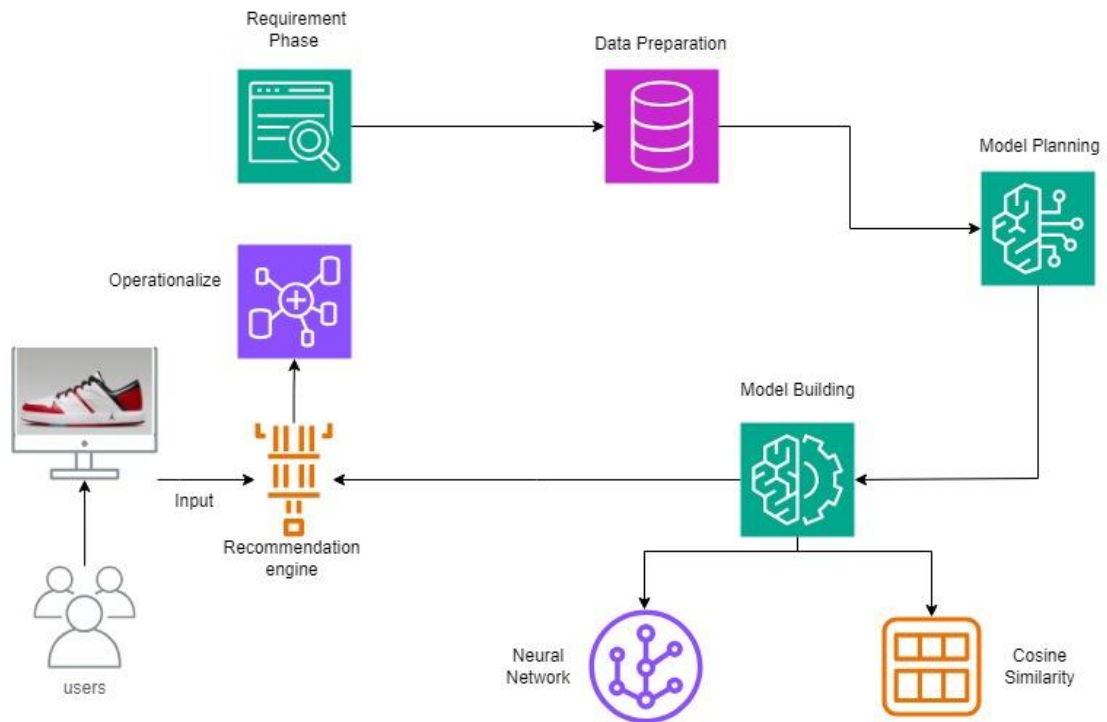 Requirement
Phase
Data Preparation
Model Planning
Operationalize
Model Building
Input
Recommendation
engine
Neural
Network
Cosine
Similarity
users